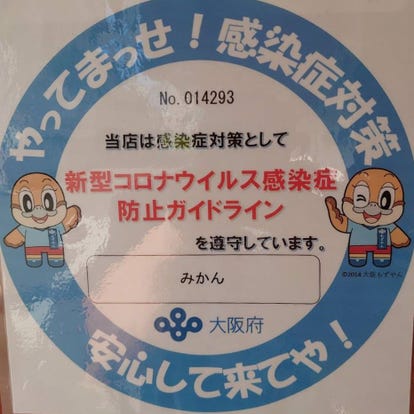 やってまっせ！感染症対策
No.014293
当店は感染症対策として
新型コロナウイルス感染症
防止ガイドライン
を遵守しています。
©2014 大阪もずやん
みかん
大阪府
安心して来てや！